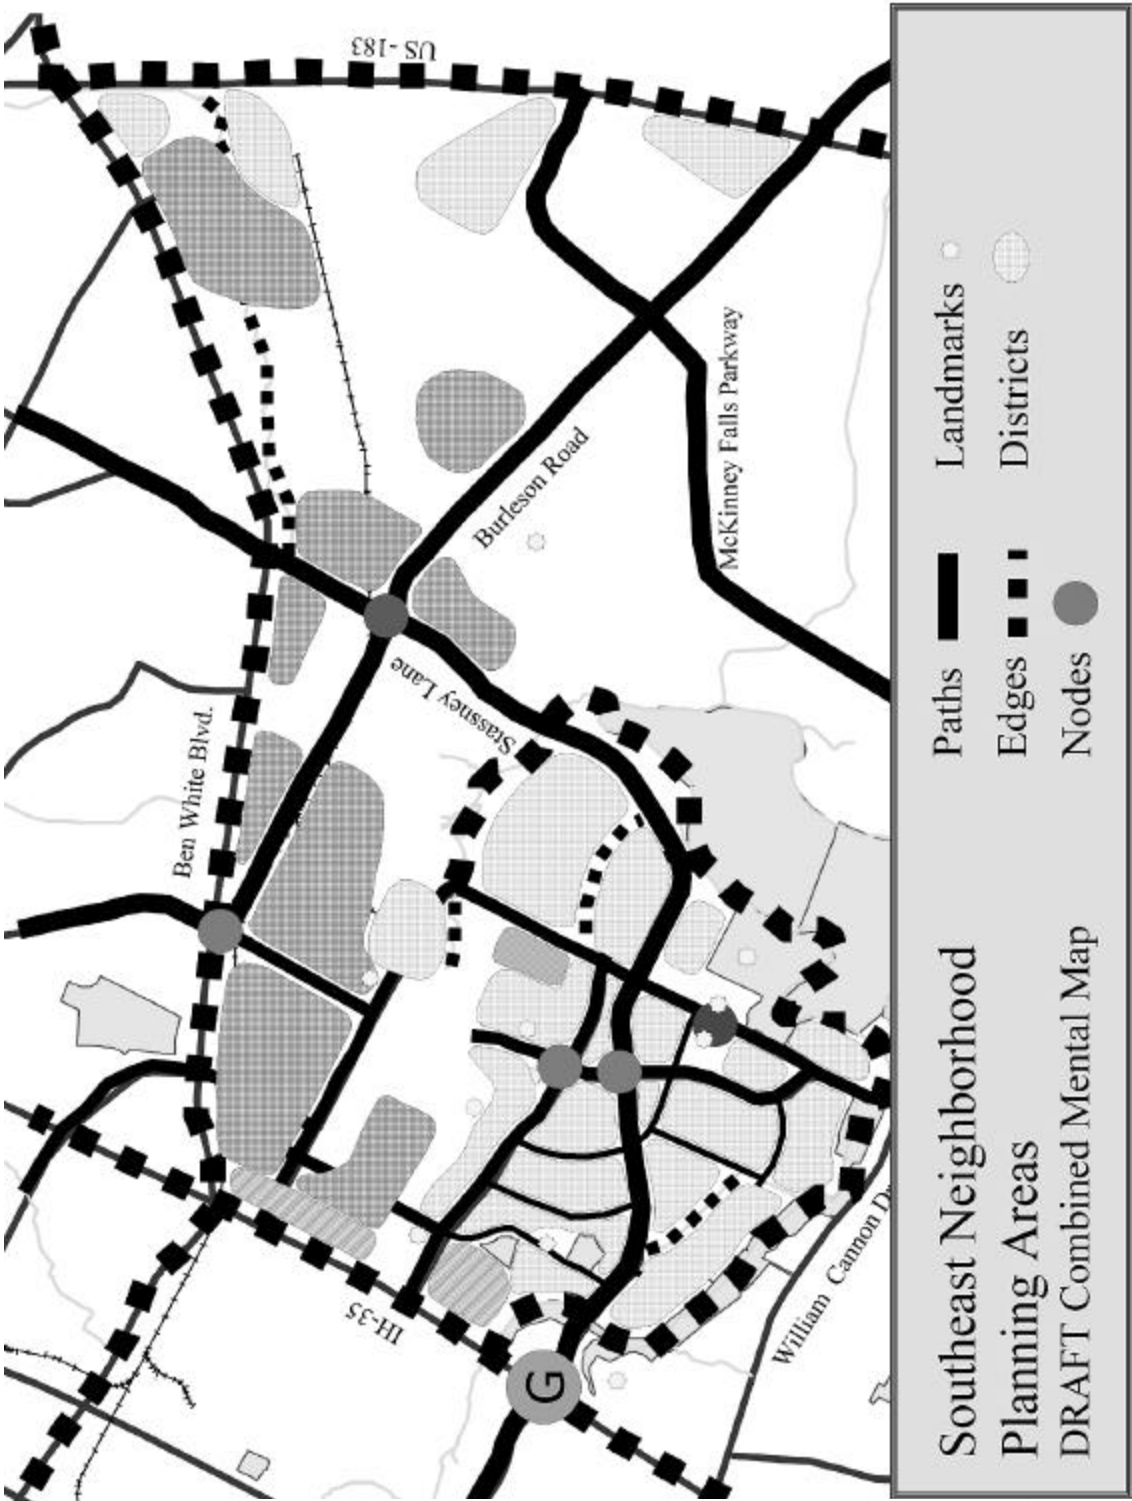 US -183
Ben White Blvd.
Burleson Road
McKinney Falls Parkway
Stassney Lane
IH-35
G
William Cannon D
Southeast Neighborhood
Planning Areas
DRAFT Combined Mental Map
Paths
Edges
Nodes
Landmarks
Districts